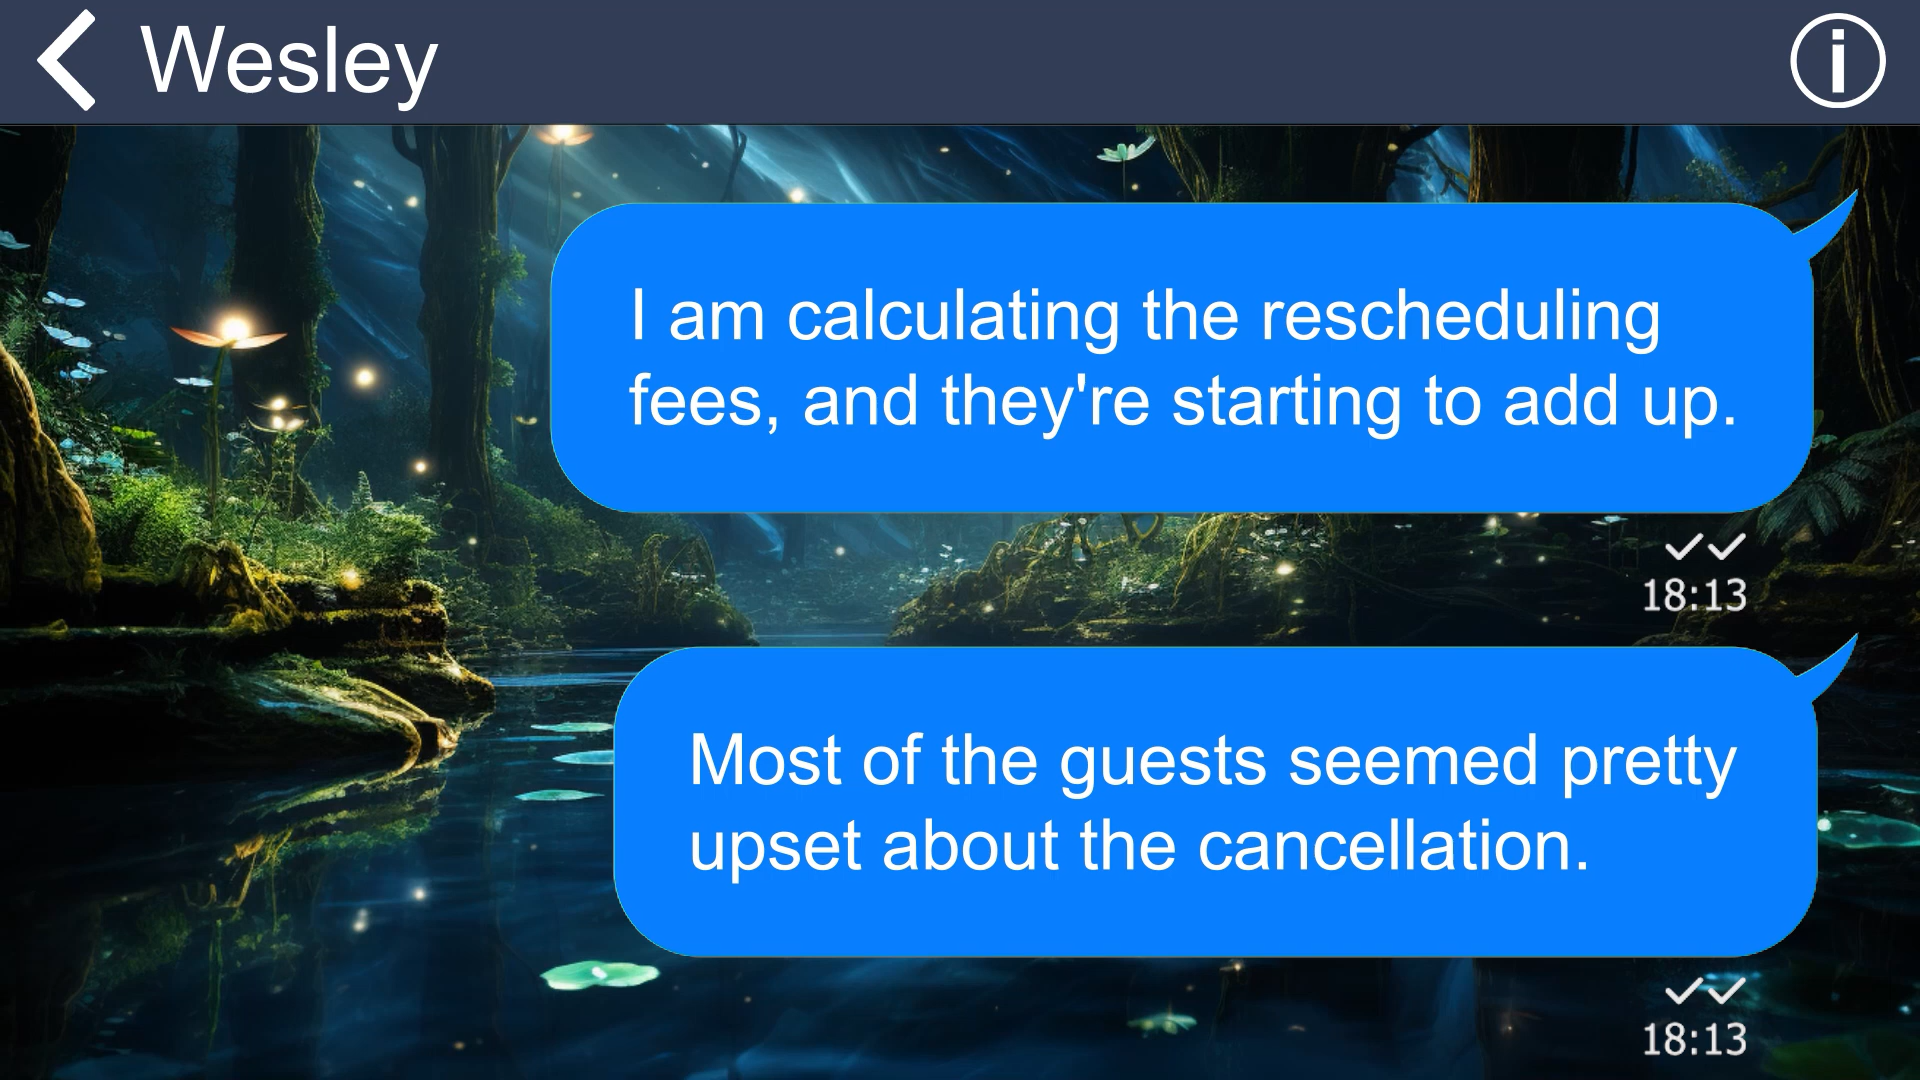 Wesley
I am calculating the rescheduling
fees, and they're starting to add up.
18:13
Most of the guests seemed pretty
upset about the cancellation.
18:13